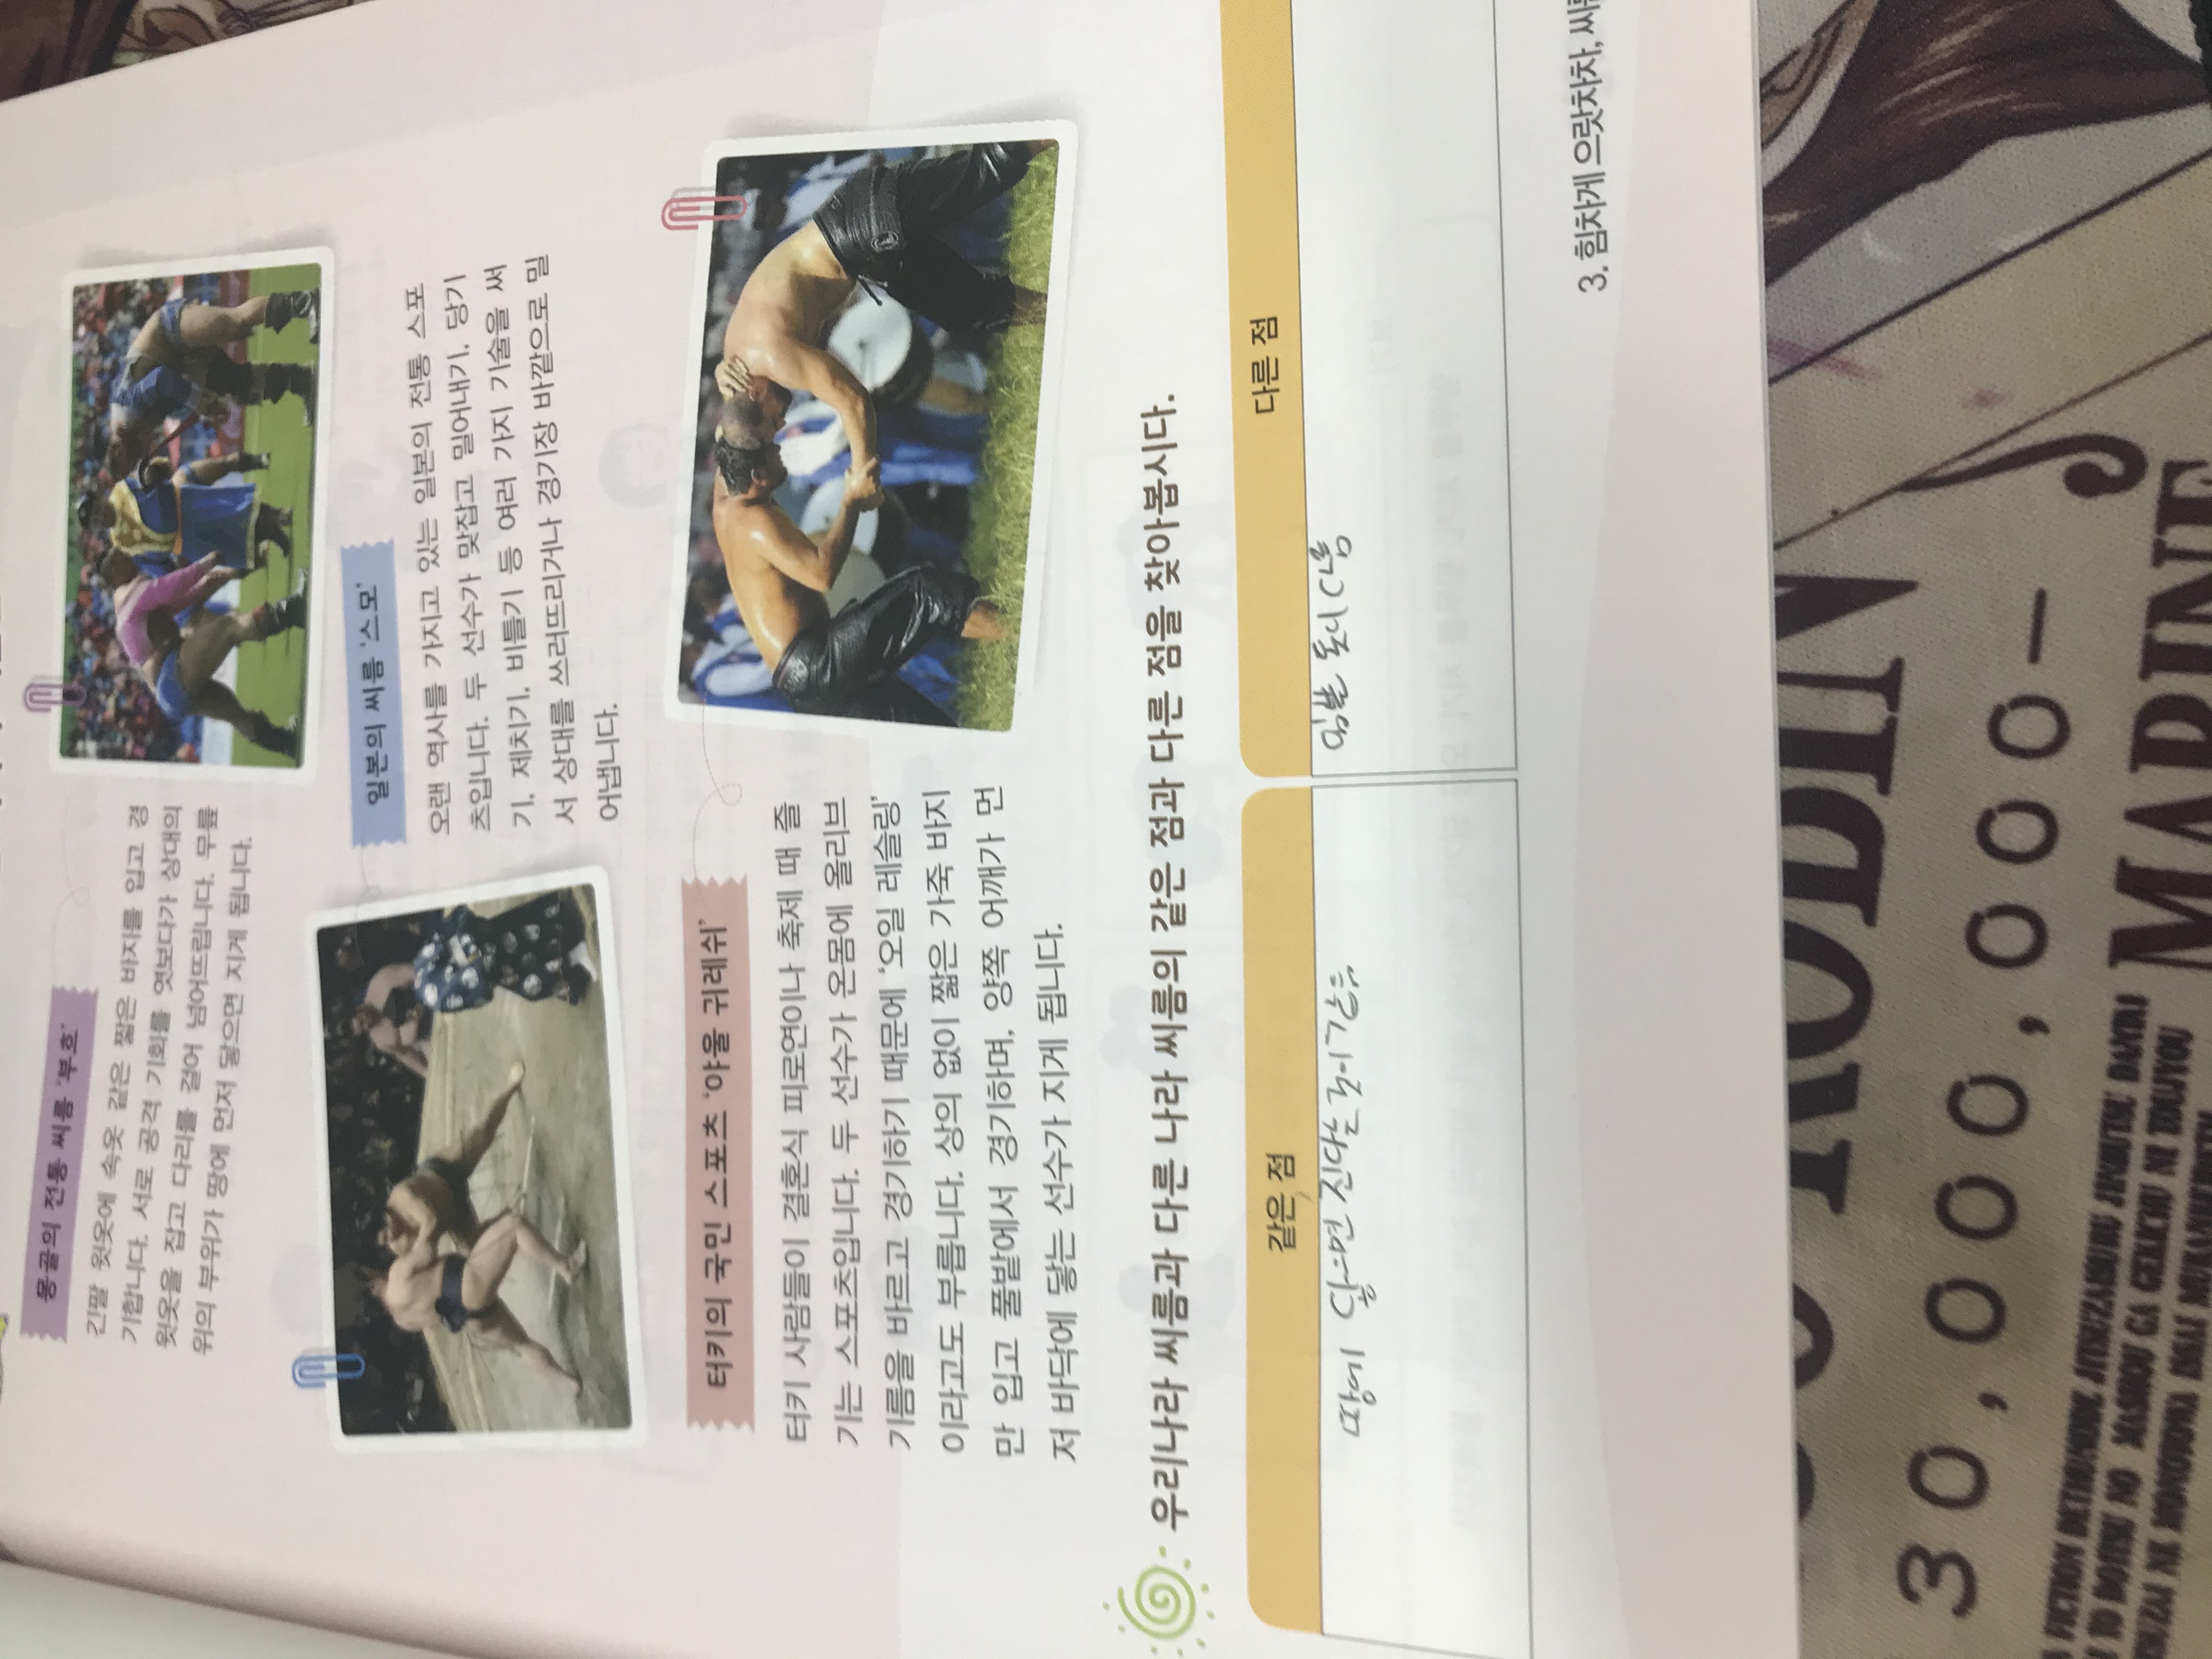 몽골의 전통 씨름 '부흐'
긴팔 윗옷에 속옷 같은 짧은 바지를 입고 경
기합니다. 서로 공격 기회를 엿보다가 상대의
윗옷을 잡고 다리를 걸어 넘어뜨립니다. 무릎
위의 부위가 땅에 먼저 닿으면 지게 됩니다.
일본의 씨름 '스모'
오랜 역사를 가지고 있는 일본의 전통 스포
츠입니다. 두 선수가 맞잡고 밀어내기, 당기
기, 제치기, 비틀기 등 여러 가지 기술을 써
서 상대를 쓰러뜨리거나 경기장 바깥으로 밀
어냅니다.
터키의 국민 스포츠 '야울 귀레쉬'
터키 사람들이 결혼식 피로연이나 축제 때 즐
기는 스포츠입니다. 두 선수가 온몸에 올리브
기름을 바르고 경기하기 때문에 '오일 레슬링'
이라고도 부릅니다. 상의 없이 짧은 가죽 바지
만 입고 풀밭에서 경기하며, 양쪽 어깨가 먼
저 바닥에 닿는 선수가 지게 됩니다.
우리나라 씨름과 다른 나라 씨름의 같은 점과 다른 점을 찾아봅시다.
같은 점
다른 점
땅에 닿으면 진다는 것이 같음
입는 옷이 다름
3. 힘차게 으랏차차,
ROBIN
30,000,000-
FICTION
TO DOITSU NO MASHOU GA GEKICHU NI TOUJYOU
MARINE